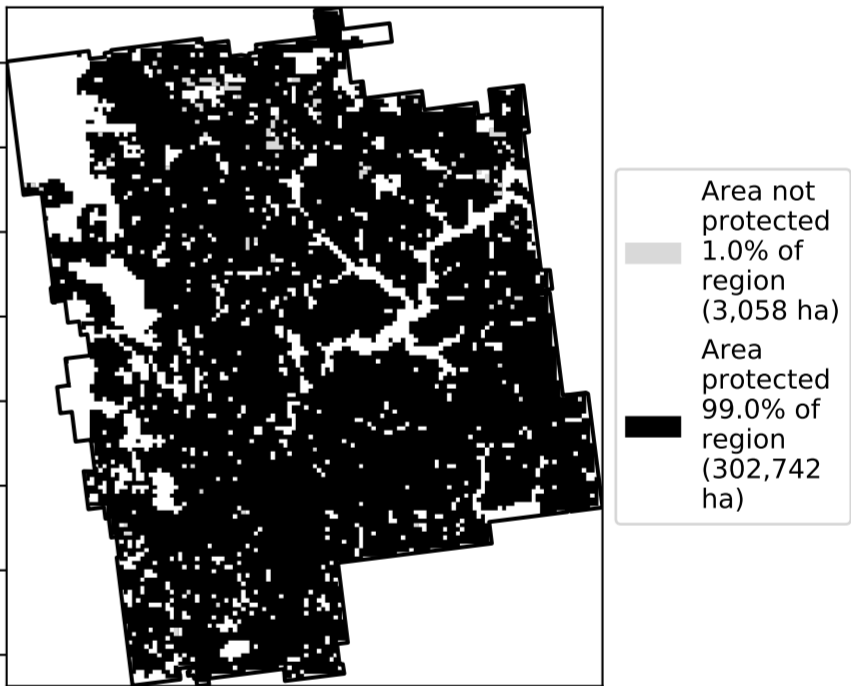 Area not
protected
1.0% of
region
(3,058 ha)
Area
protected
99.0% of
region
(302,742
ha)